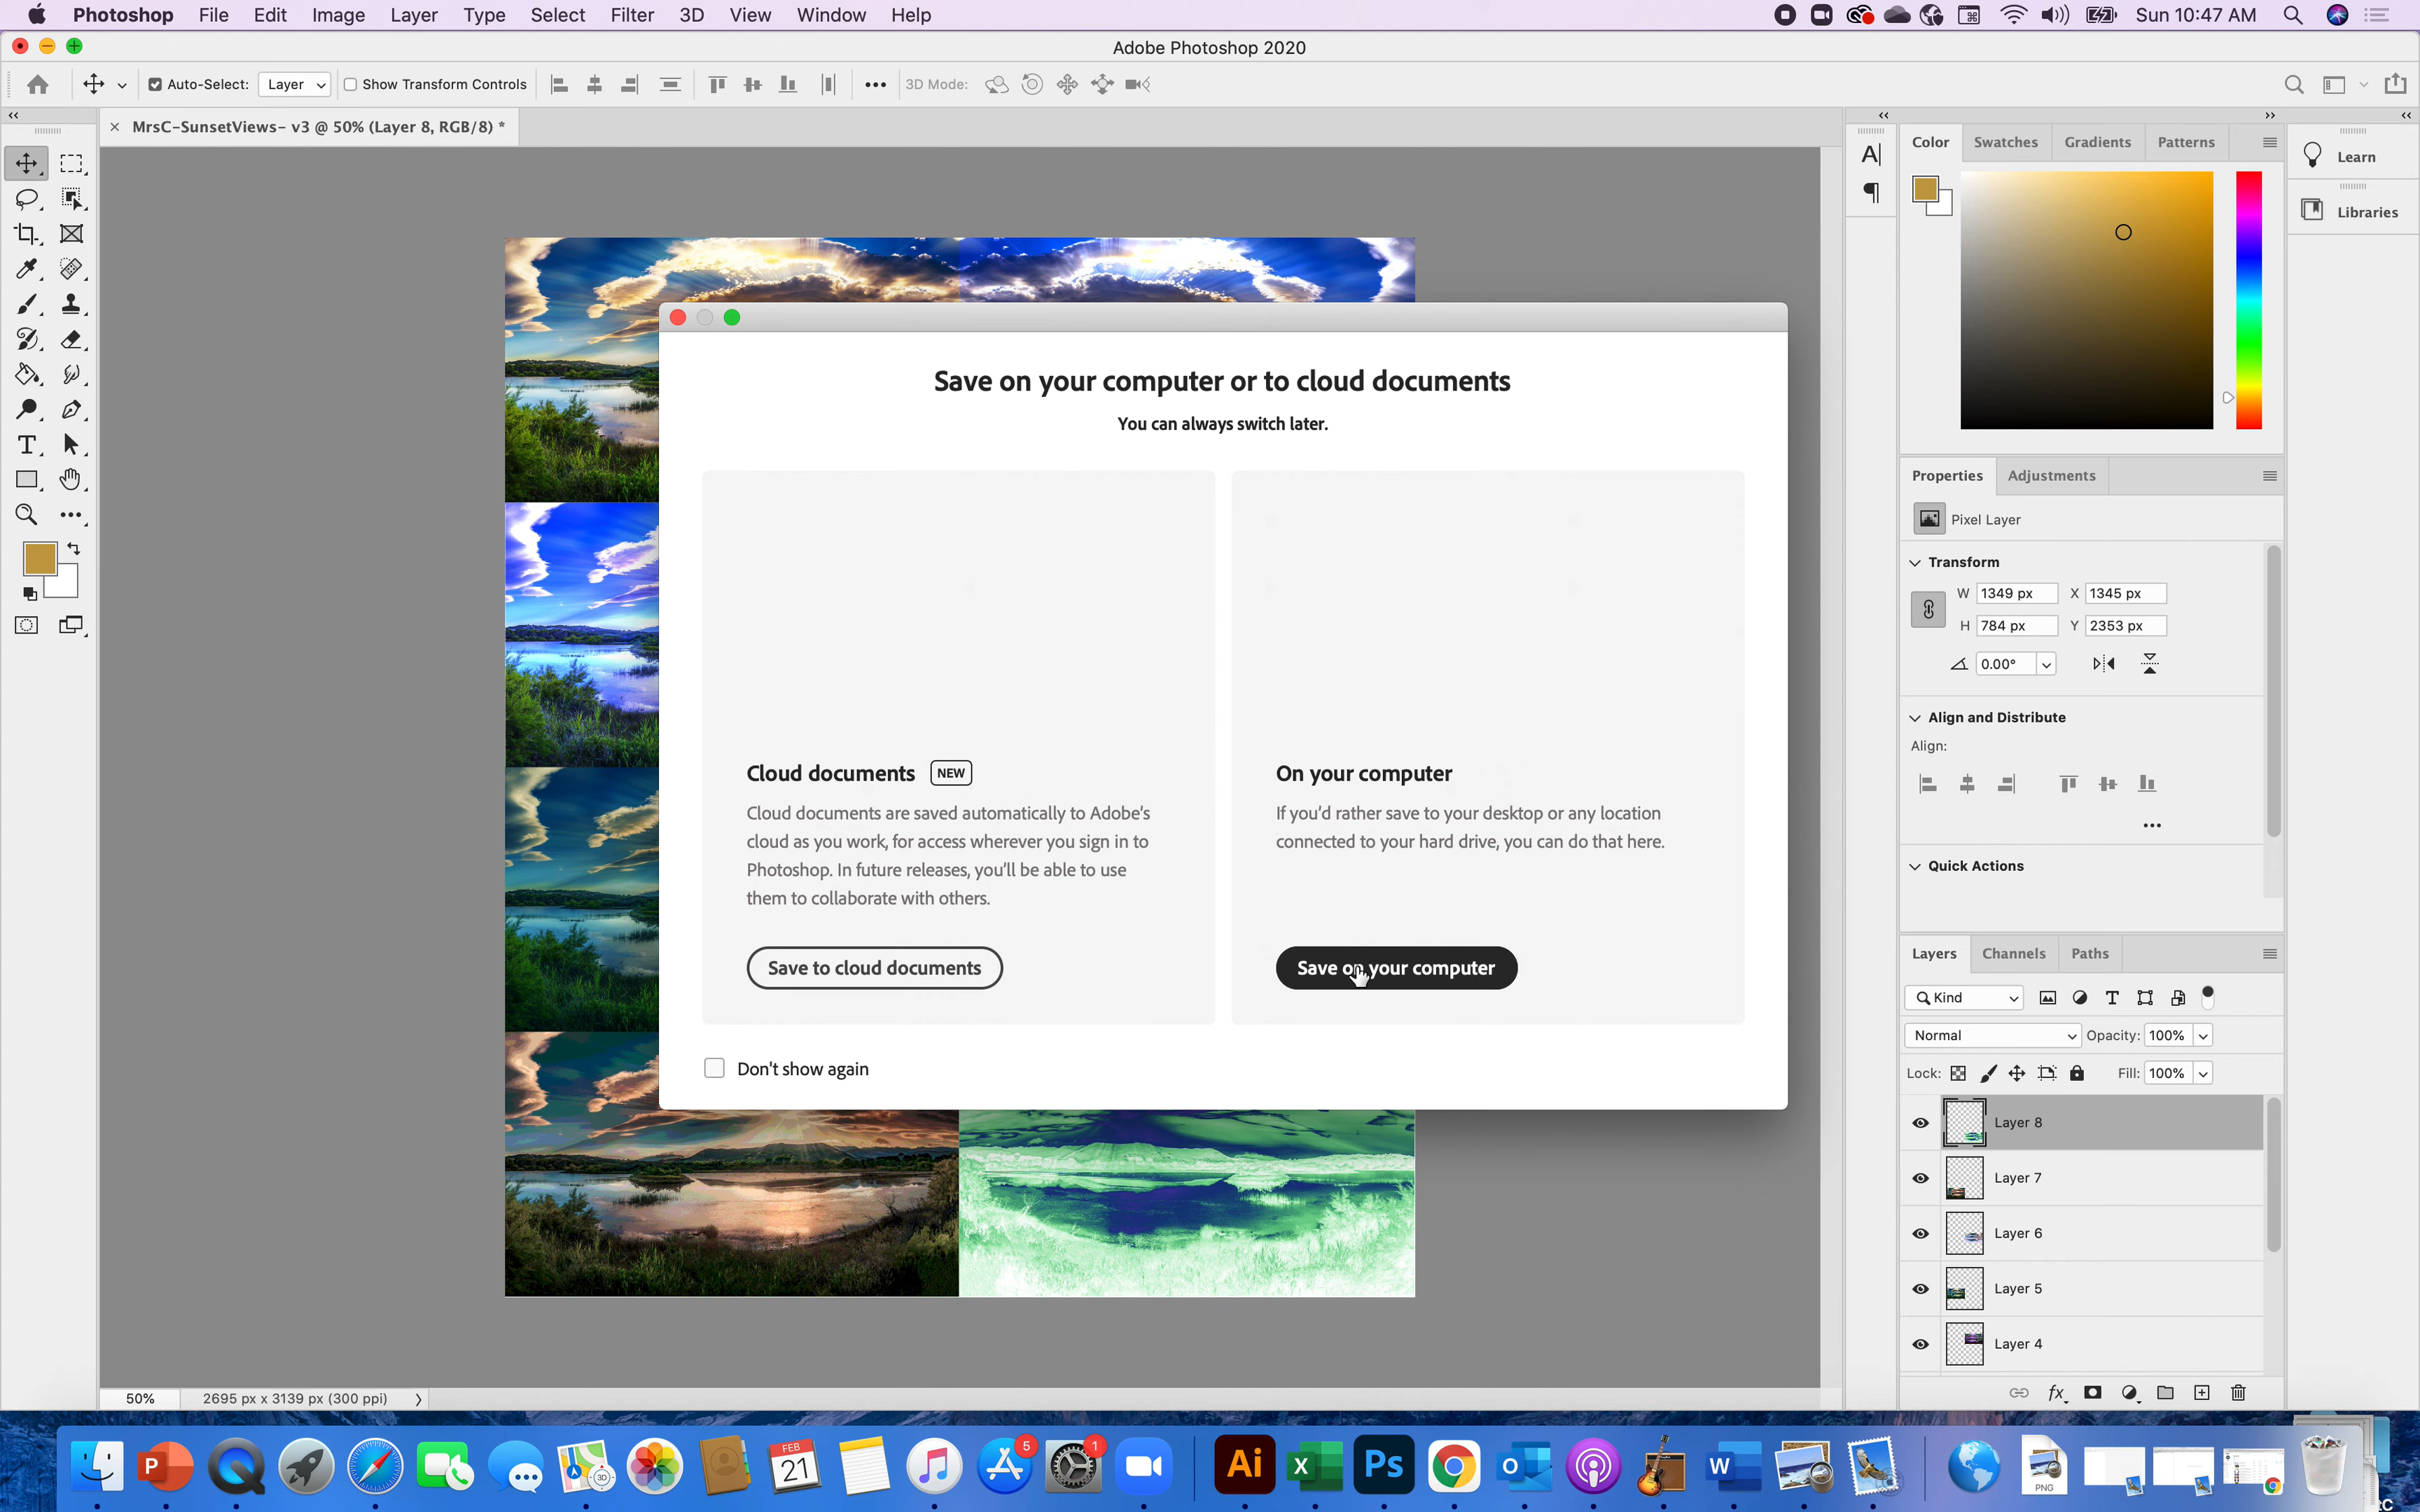 Photoshop File Edit Image Layer Type Select Filter 3D View Window Help Sun 10:47 AM
Adobe Photoshop 2020
Auto-Select: Layer Show Transform Controls 3D Mode:
MrsC-SunsetViews- v3 @ 50% (Layer 8, RGB/8) *
Color Swatches Gradients Patterns
Learn
Libraries
Save on your computer or to cloud documents
You can always switch later.
Cloud documents NEW
Cloud documents are saved automatically to Adobe's
cloud as you work, for access wherever you sign in to
Photoshop. In future releases, you'll be able to use
them to collaborate with others.
Save to cloud documents
On your computer
If you'd rather save to your desktop or any location
connected to your hard drive, you can do that here.
Save on your computer
Don't show again
Properties Adjustments
Pixel Layer
Transform
W 1349 px X 1345 px
H 784 px Y 2353 px
0.00°
Align and Distribute
Align:
Quick Actions
Layers Channels Paths
Kind
Normal Opacity: 100%
Lock: Fill: 100%
Layer 8
Layer 7
Layer 6
Layer 5
Layer 4
fx
50% 2695 px x 3139 px (300 ppi)
P 3D FEB 21 5 1 Ai X Ps O W PNG